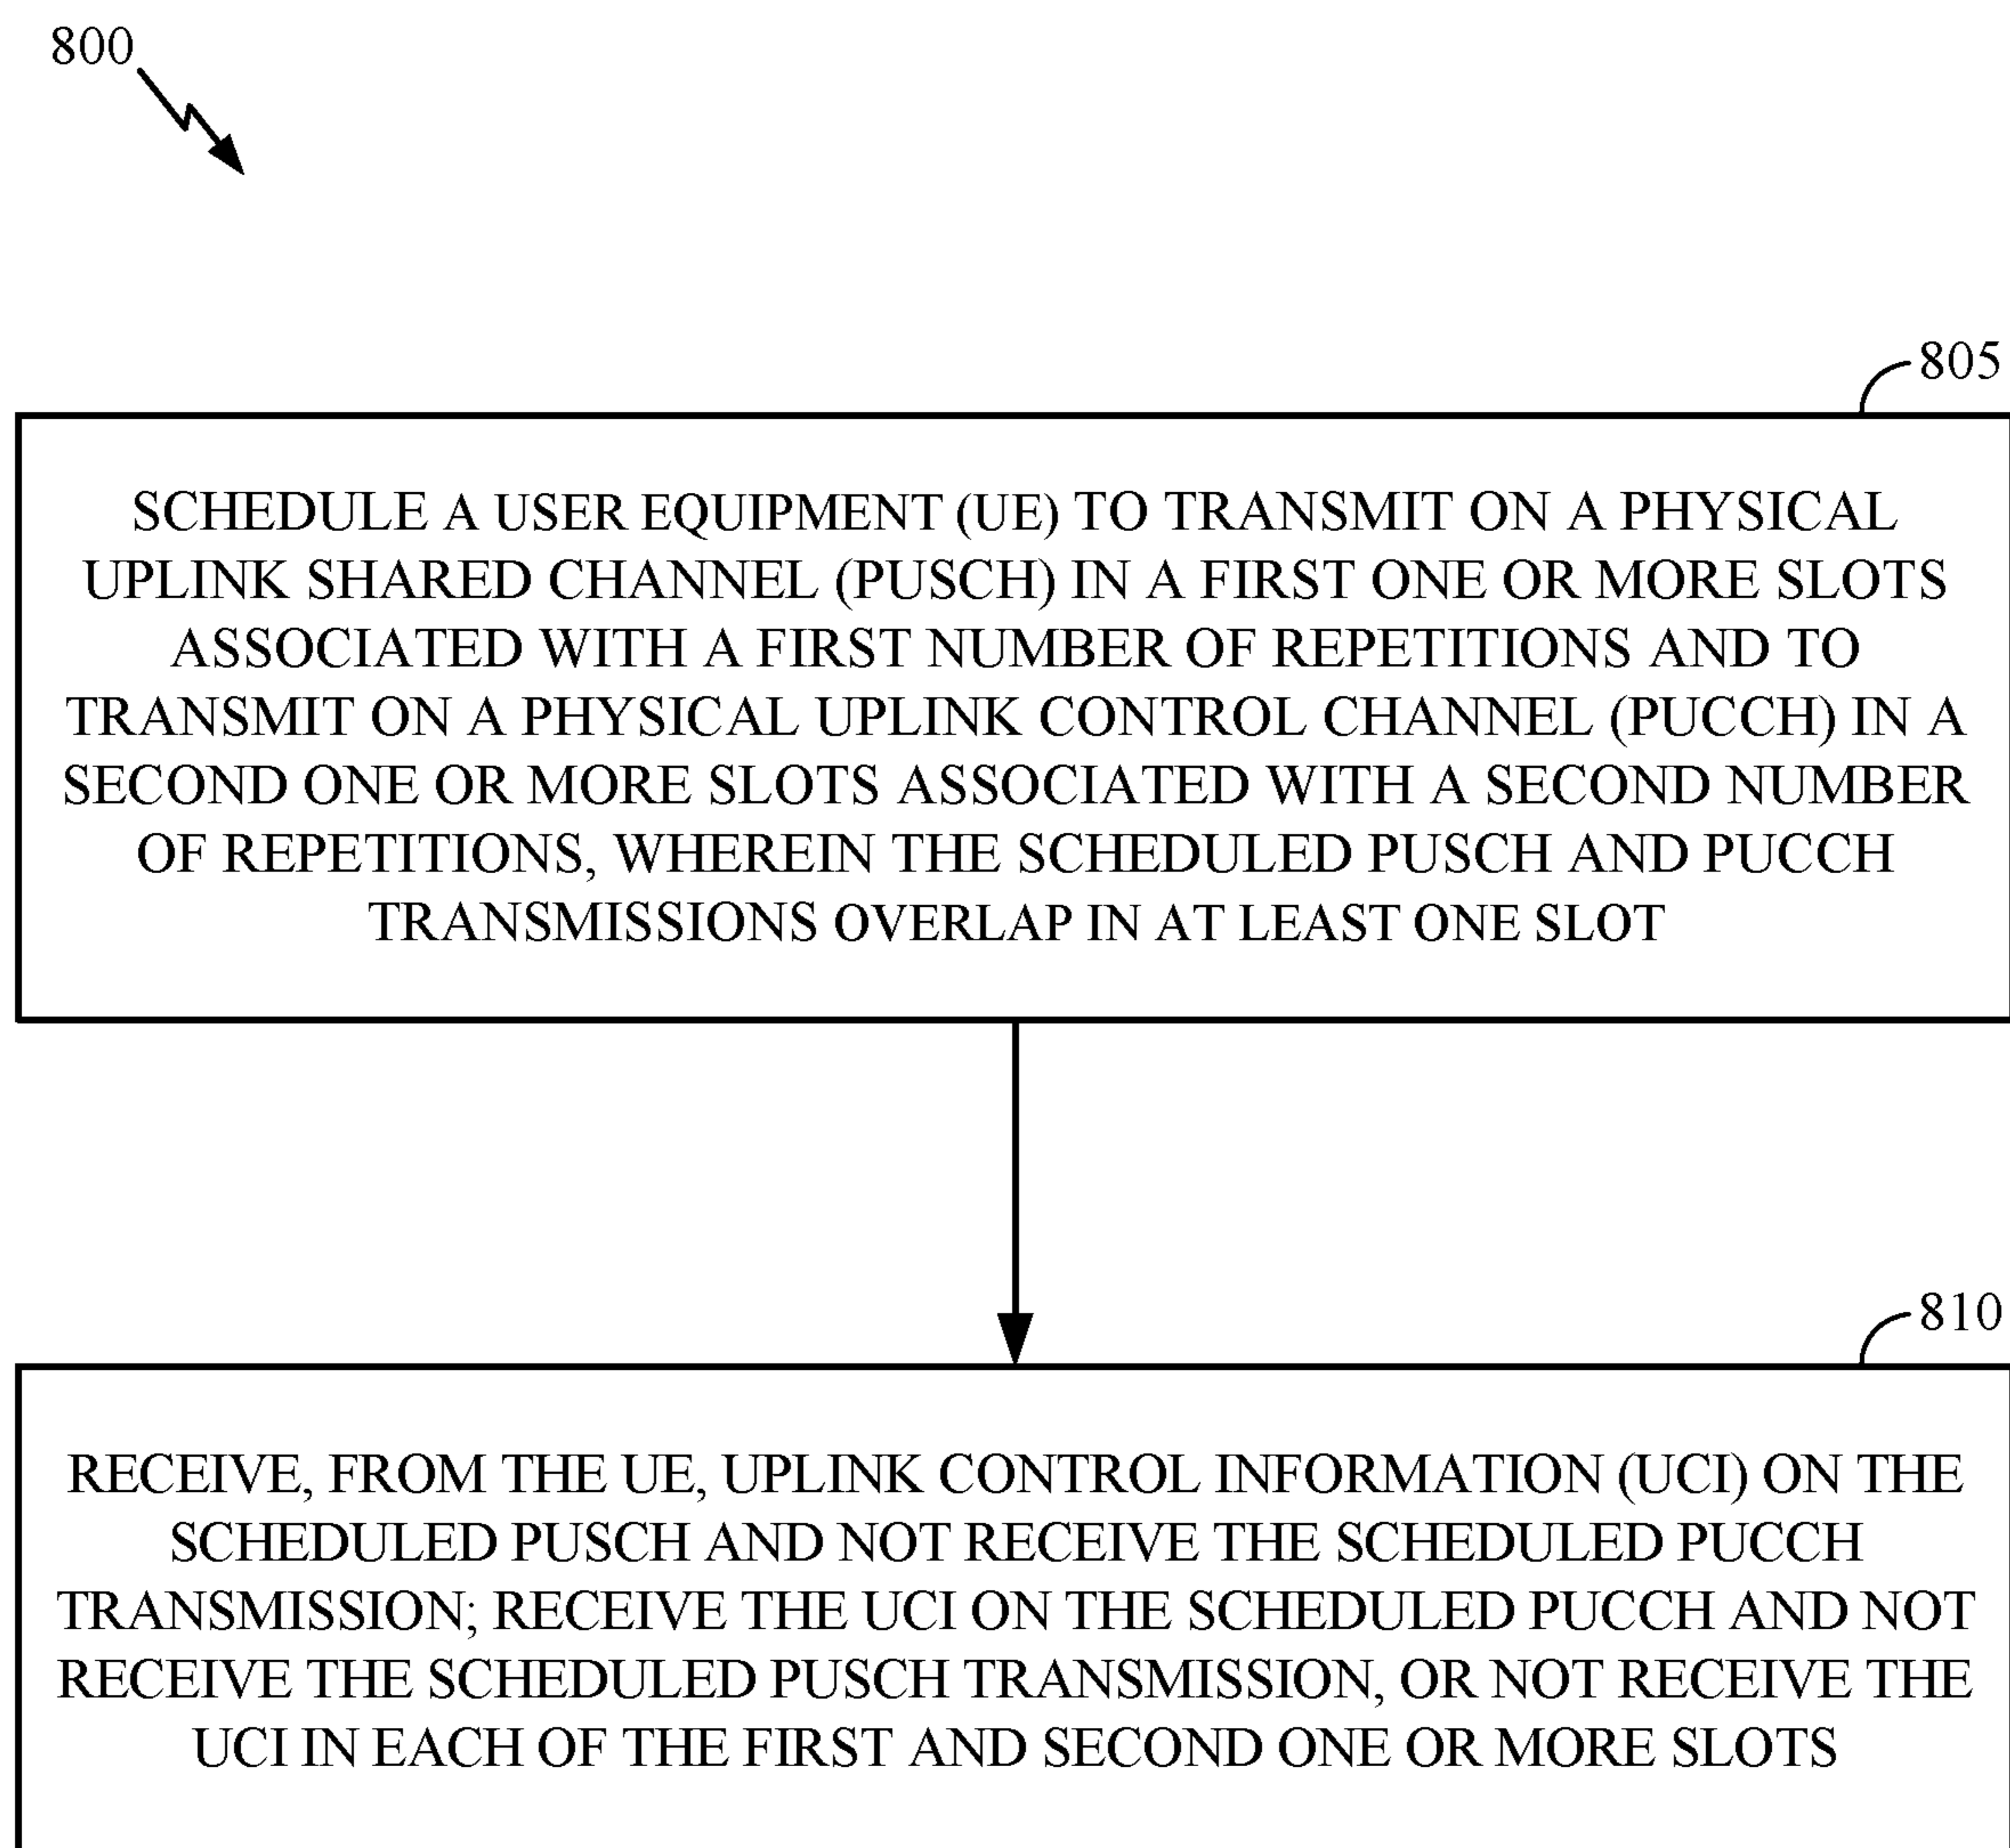 800
805
SCHEDULE A USER EQUIPMENT (UE) TO TRANSMIT ON A PHYSICAL
UPLINK SHARED CHANNEL (PUSCH) IN A FIRST ONE OR MORE SLOTS
ASSOCIATED WITH A FIRST NUMBER OF REPETITIONS AND TO
TRANSMIT ON A PHYSICAL UPLINK CONTROL CHANNEL (PUCCH) IN A
SECOND ONE OR MORE SLOTS ASSOCIATED WITH A SECOND NUMBER
OF REPETITIONS, WHEREIN THE SCHEDULED PUSCH AND PUCCH
TRANSMISSIONS OVERLAP IN AT LEAST ONE SLOT
810
RECEIVE, FROM THE UE, UPLINK CONTROL INFORMATION (UCI) ON THE
SCHEDULED PUSCH AND NOT RECEIVE THE SCHEDULED PUCCH
TRANSMISSION; RECEIVE THE UCI ON THE SCHEDULED PUCCH AND NOT
RECEIVE THE SCHEDULED PUSCH TRANSMISSION, OR NOT RECEIVE THE
UCI IN EACH OF THE FIRST AND SECOND ONE OR MORE SLOTS